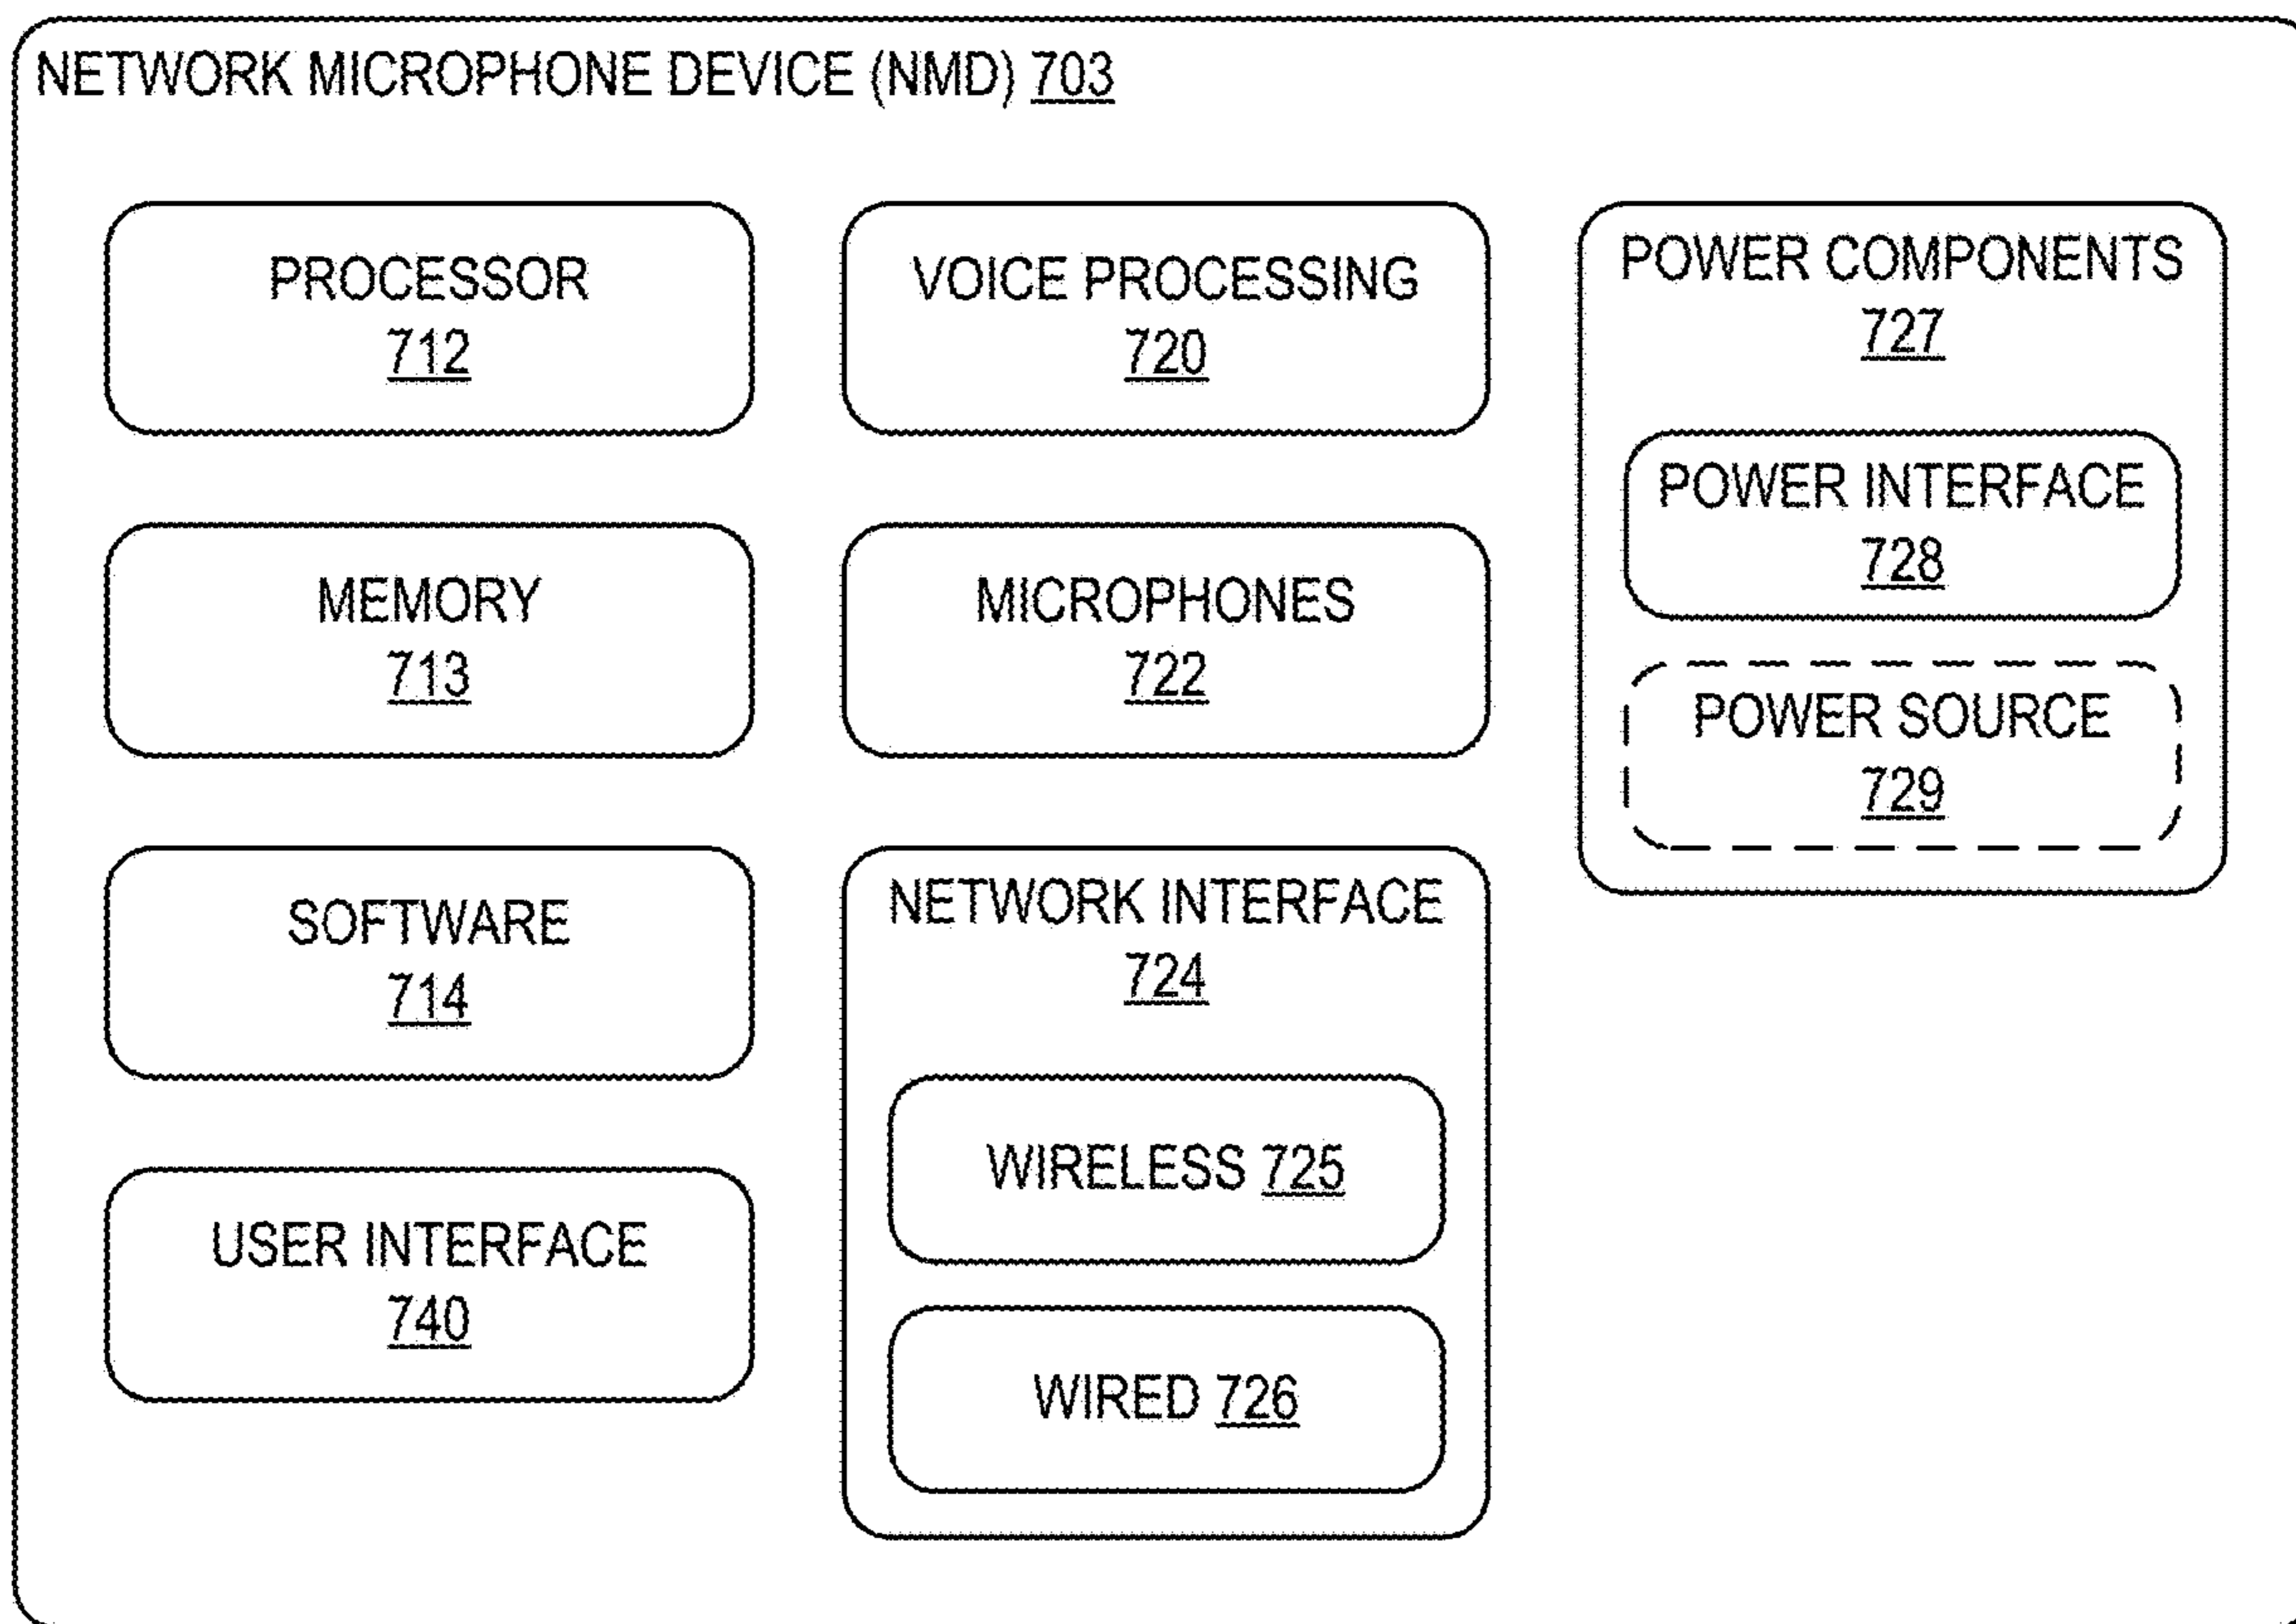 NETWORK MICROPHONE DEVICE (NMD) 703
PROCESSOR
712
MEMORY
713
SOFTWARE
714
USER INTERFACE
740
VOICE PROCESSING
720
MICROPHONES
722
NETWORK INTERFACE
724
WIRELESS 725
WIRED 726
POWER COMPONENTS
727
POWER INTERFACE
728
POWER SOURCE
729